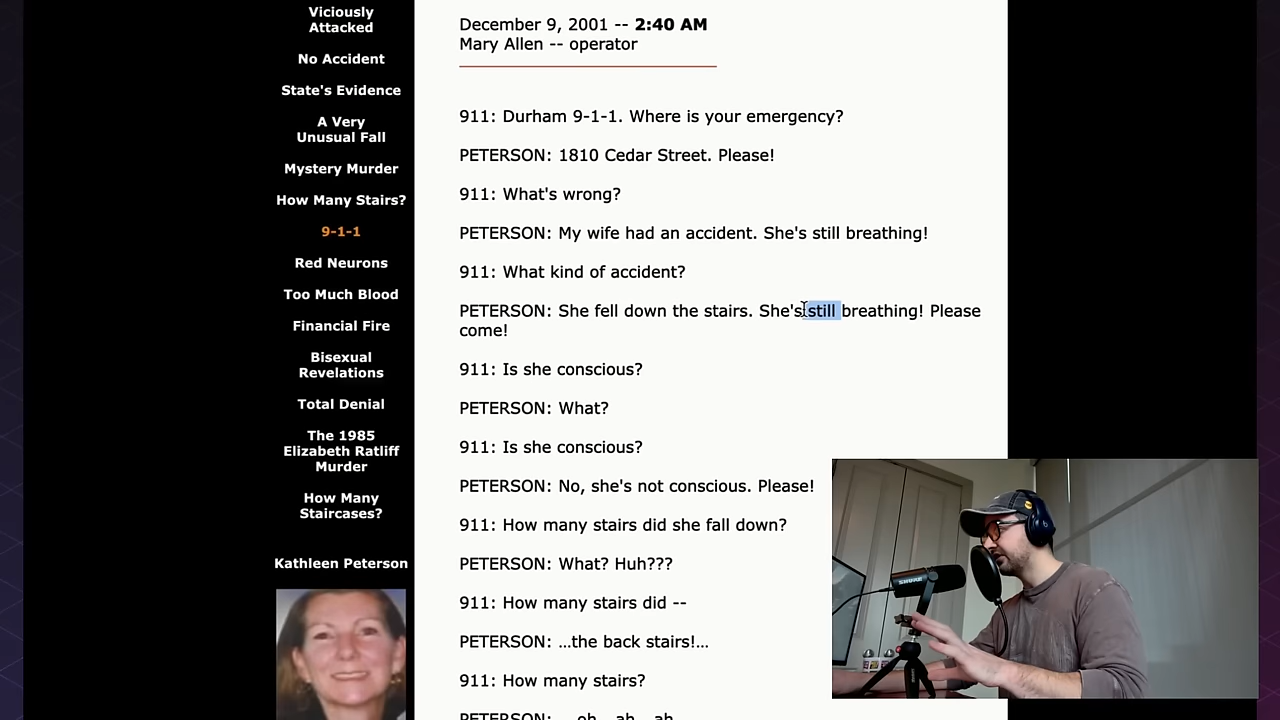 Viciously
Attacked
No Accident
State's Evidence
A Very
Unusual Fall
Mystery Murder
How Many Stairs?
9-1-1
Red Neurons
Too Much Blood
Financial Fire
Bisexual
Revelations
Total Denial
The 1985
Elizabeth Ratliff
Murder
How Many
Staircases?
Kathleen Peterson
December 9, 2001 -- 2:40 AM
Mary Allen -- operator
911: Durham 9-1-1. Where is your emergency?
PETERSON: 1810 Cedar Street. Please!
911: What's wrong?
PETERSON: My wife had an accident. She's still breathing!
911: What kind of accident?
PETERSON: She fell down the stairs. She's still breathing! Please
come!
911: Is she conscious?
PETERSON: What?
911: Is she conscious?
PETERSON: No, she's not conscious. Please!
911: How many stairs did she fall down?
PETERSON: What? Huh???
911: How many stairs did --
PETERSON: …the back stairs!…
911: How many stairs?
PETERSON: …oh…ah…ah…
SHURE